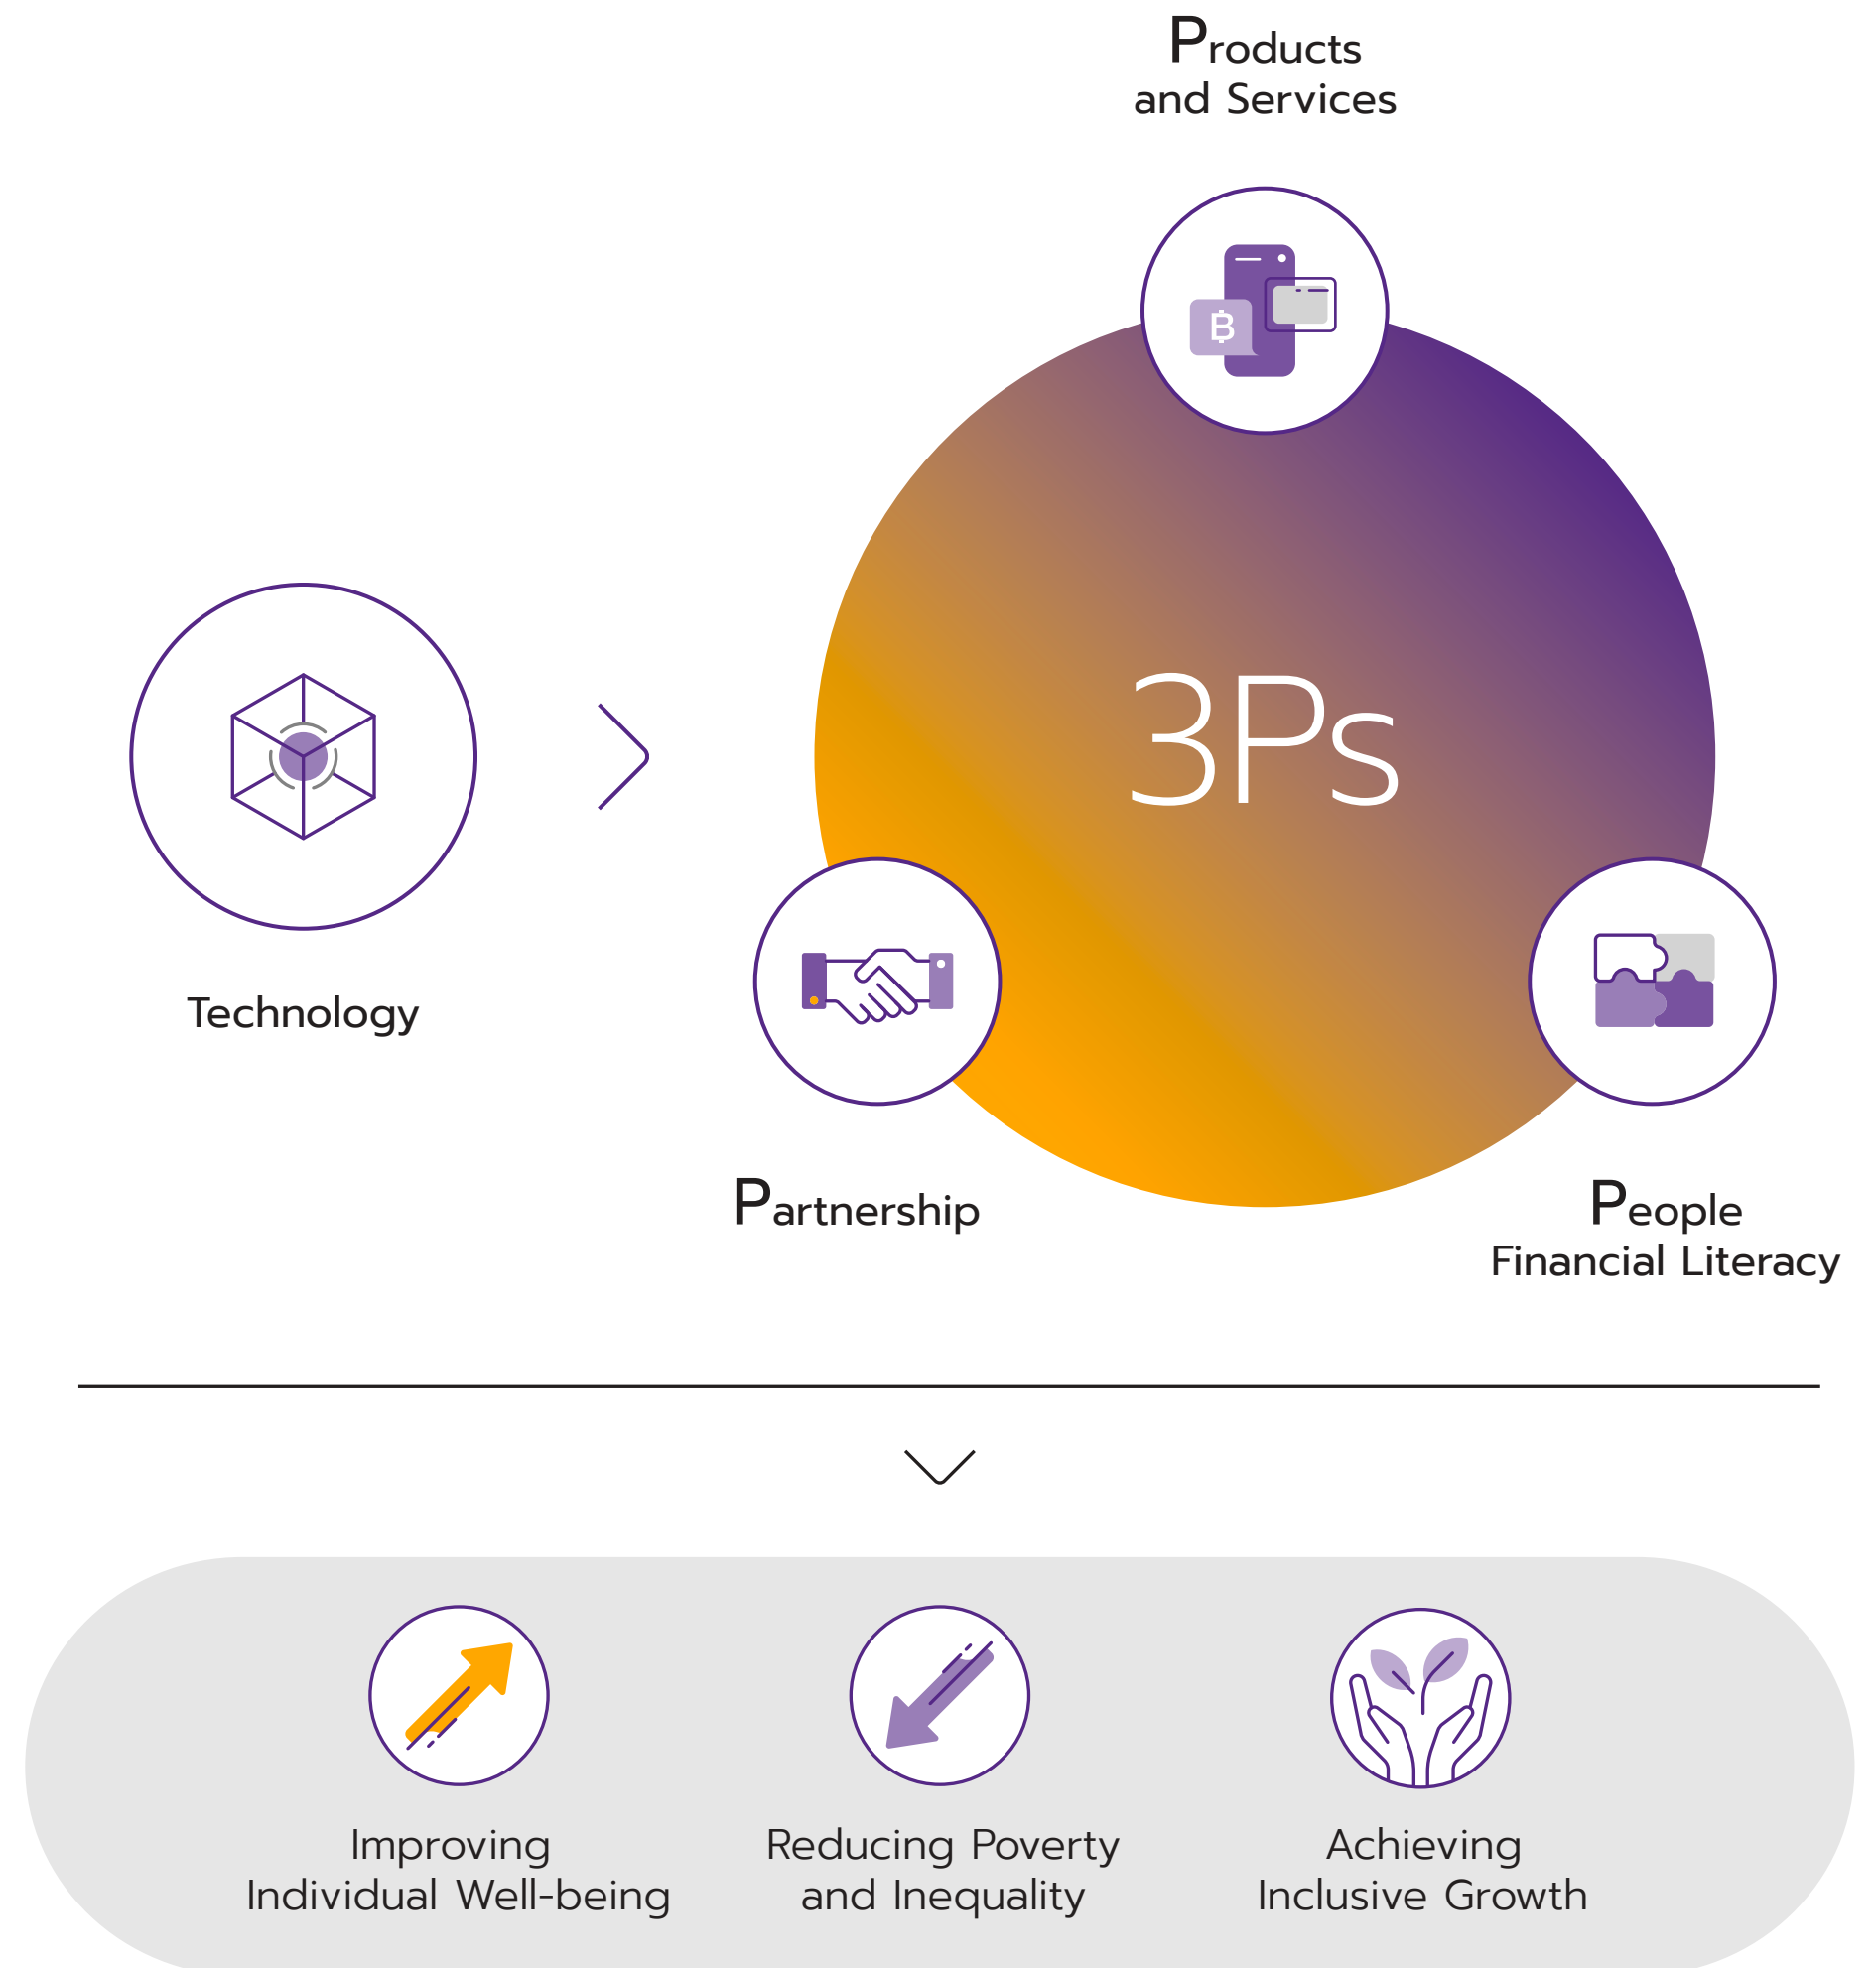 Products
and Services
฿
3Ps
Technology
Partnership
People
Financial Literacy
Improving
Individual Well-being
Reducing Poverty
and Inequality
Achieving
Inclusive Growth